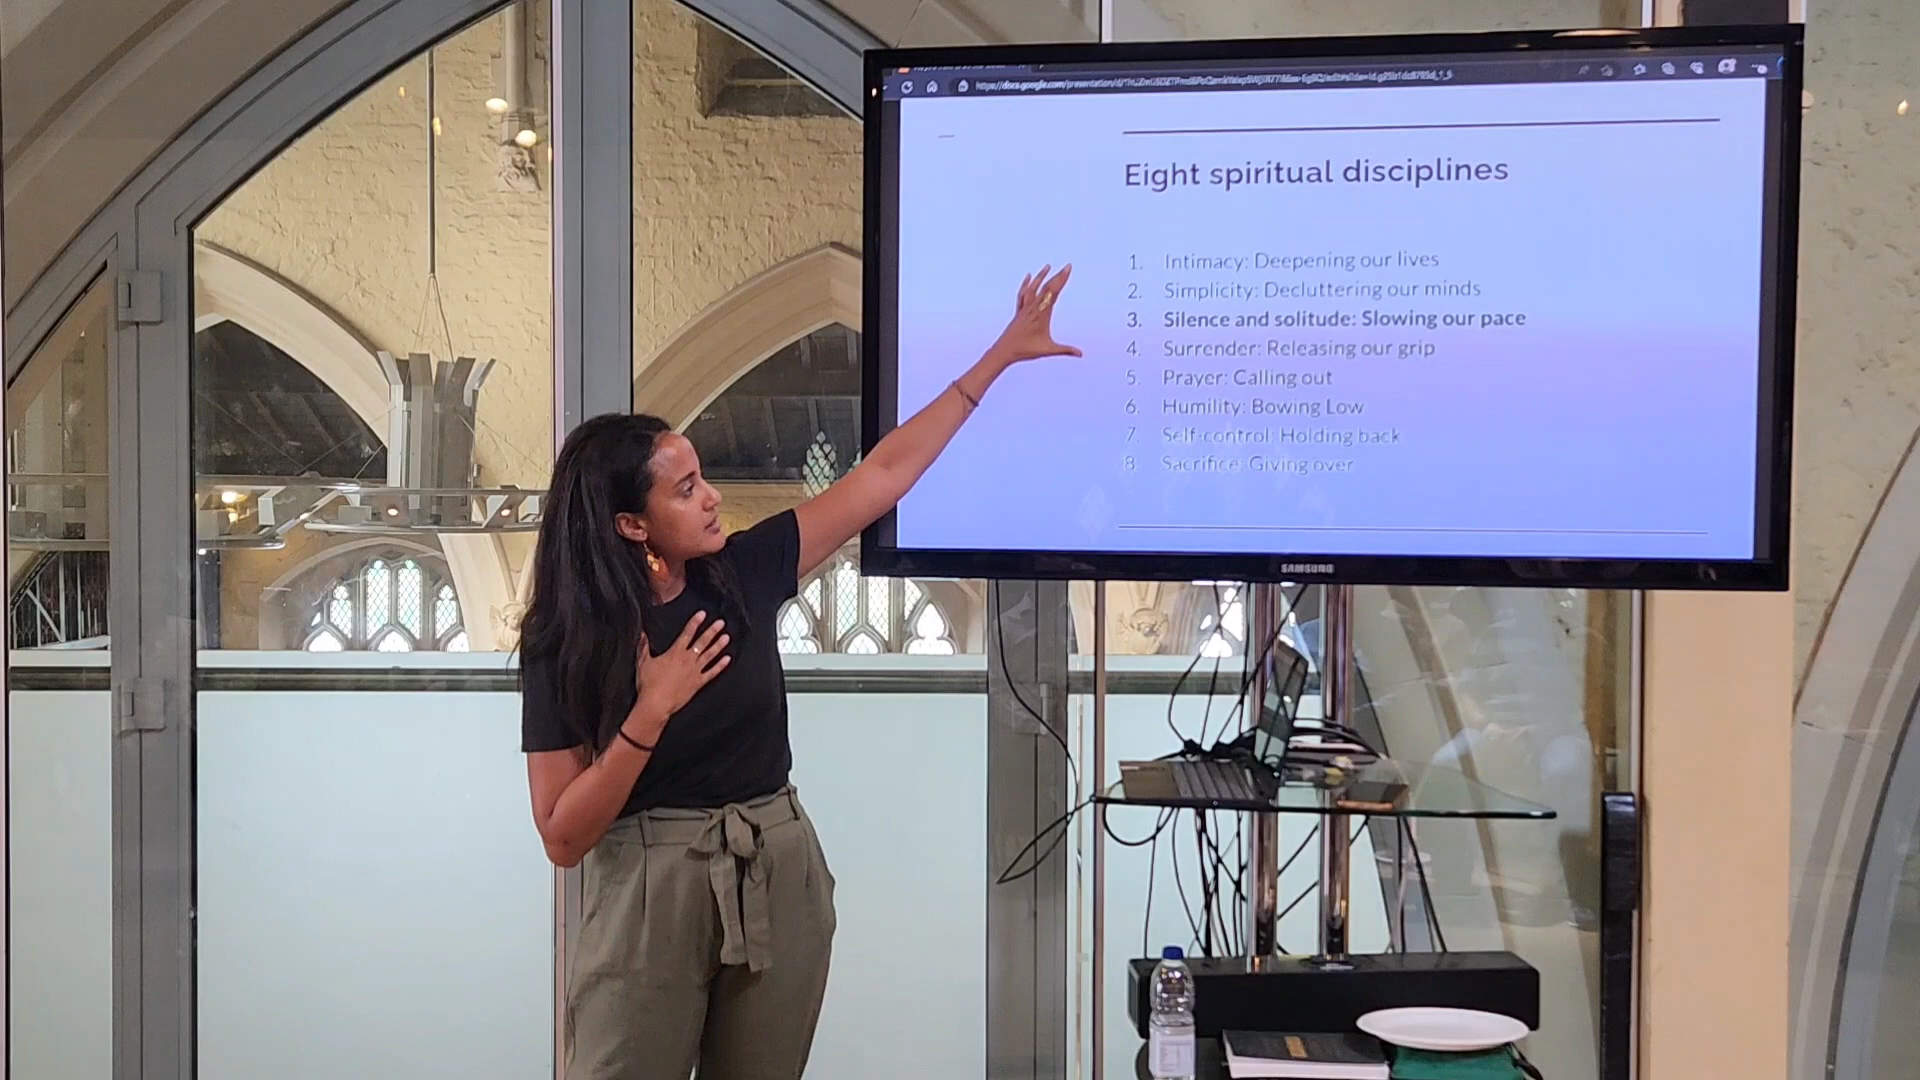 Eight spiritual disciplines
1. Intimacy: Deepening our lives
2. Simplicity: Decluttering our minds
3. Silence and solitude: Slowing our pace
4. Surrender: Releasing our grip
5. Prayer: Calling out
6. Humility: Bowing Low
7. Self-control: Holding back
8 Sacrifice: Giving over
SAMSUNG